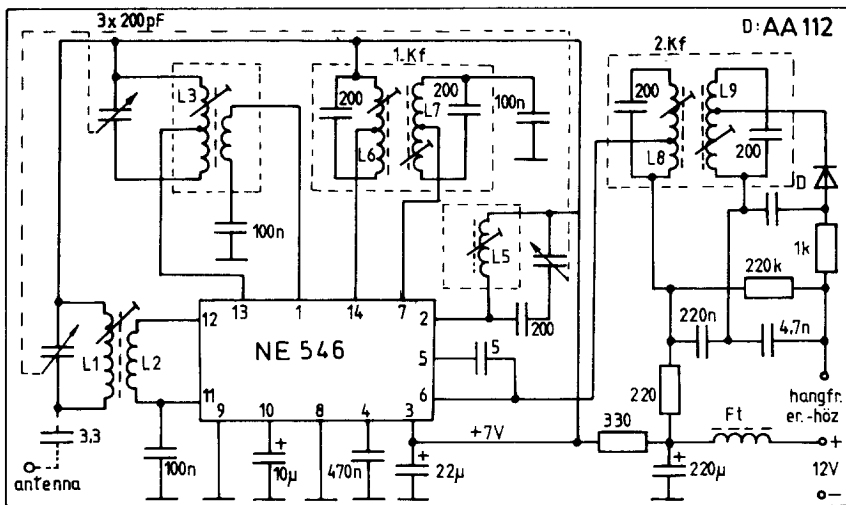 3x200pF
D: AA 112
1.Kf
2.Kf
L3
200
L6
L7
200
100n
200
L8
L9
200
D
100n
L5
200
1k
220k
220n
4,7n
L1
L2
12
13
1
14
7
2
NE 546
5
5
6
11
9
10
8
4
3
220
hangfr.
er.-höz
3,3
antenna
100n
+
10µ
470n
+7V
+
22µ
330
Ft
+
220µ
+
12V
-